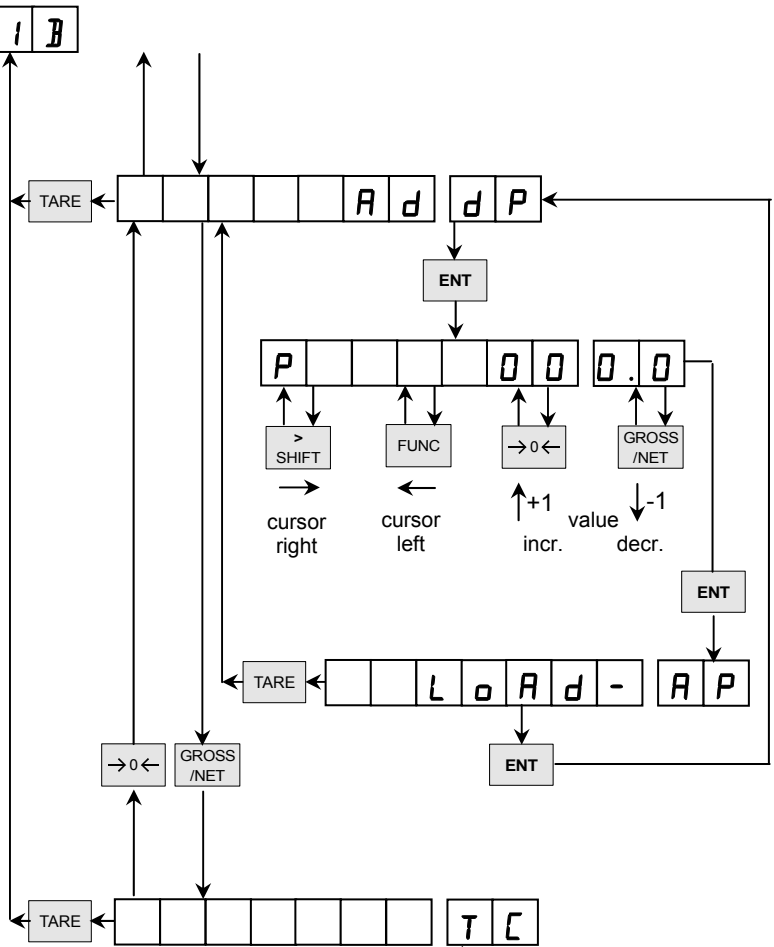 1 B
TARE
A d d P
ENT
P 0 0 0 . 0
> SHIFT
FUNC
→0←
GROSS /NET
cursor right
cursor left
+1
value
-1
incr.
decr.
ENT
TARE
L o A d - A P
→0←
GROSS /NET
ENT
TARE
T C